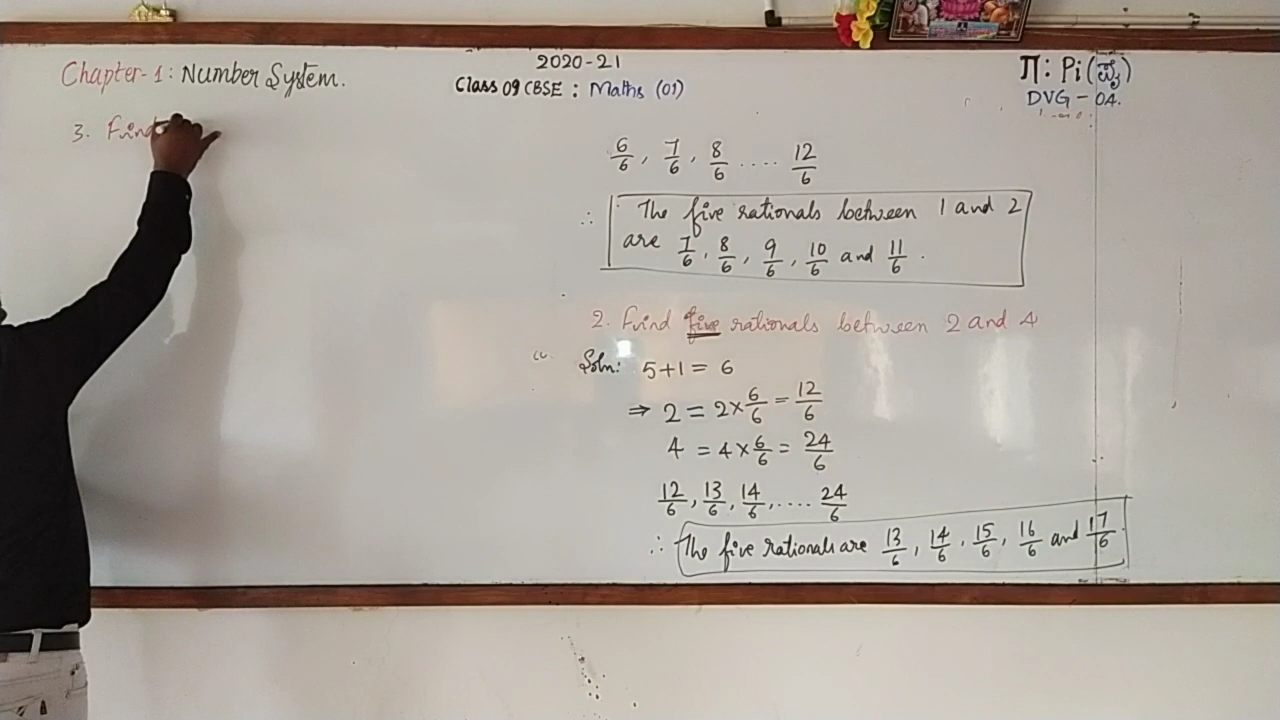 2020-21
Chapter-1: Number System.
Class 09 CBSE : Maths (01)
Π: Pi (ಪೈ)
DVG - 04.
3. Find
6/6, 7/6, 8/6 .... 12/6
∴ The five rationals between 1 and 2
are 7/6, 8/6, 9/6, 10/6 and 11/6.
2. Find five rationals between 2 and 4
Soln: 5+1 = 6
⇒ 2 = 2×6/6 = 12/6
4 = 4×6/6 = 24/6
12/6, 13/6, 14/6, .... 24/6
∴ The five rationals are 13/6, 14/6, 15/6, 16/6 and 17/6.